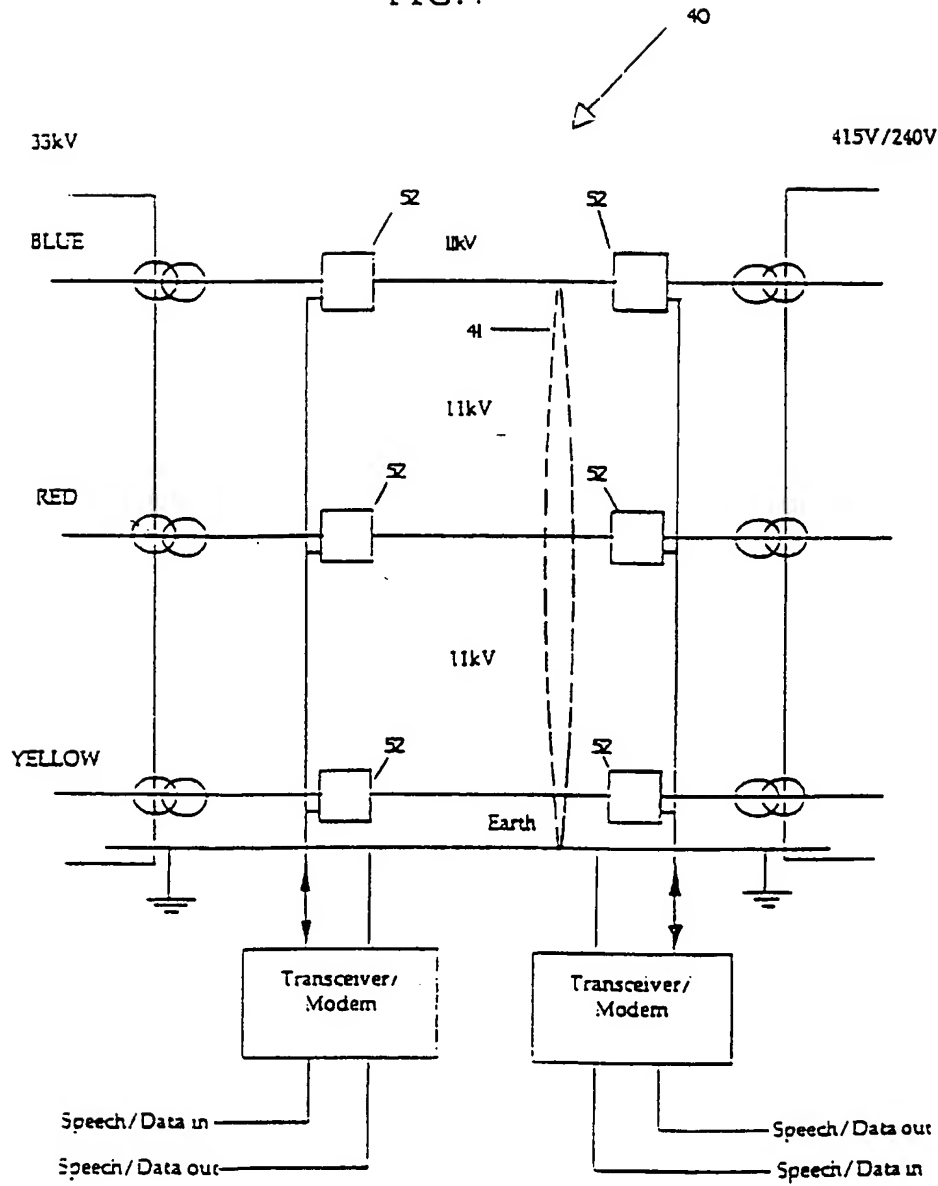 40
33kV
415V/240V
52
52
BLUE
11kV
41
11kV
RED
52
52
11kV
YELLOW
52
52
Earth
Transceiver/
Modem
Transceiver/
Modem
Speech/Data in
Speech/Data out
Speech/Data out
Speech/Data in